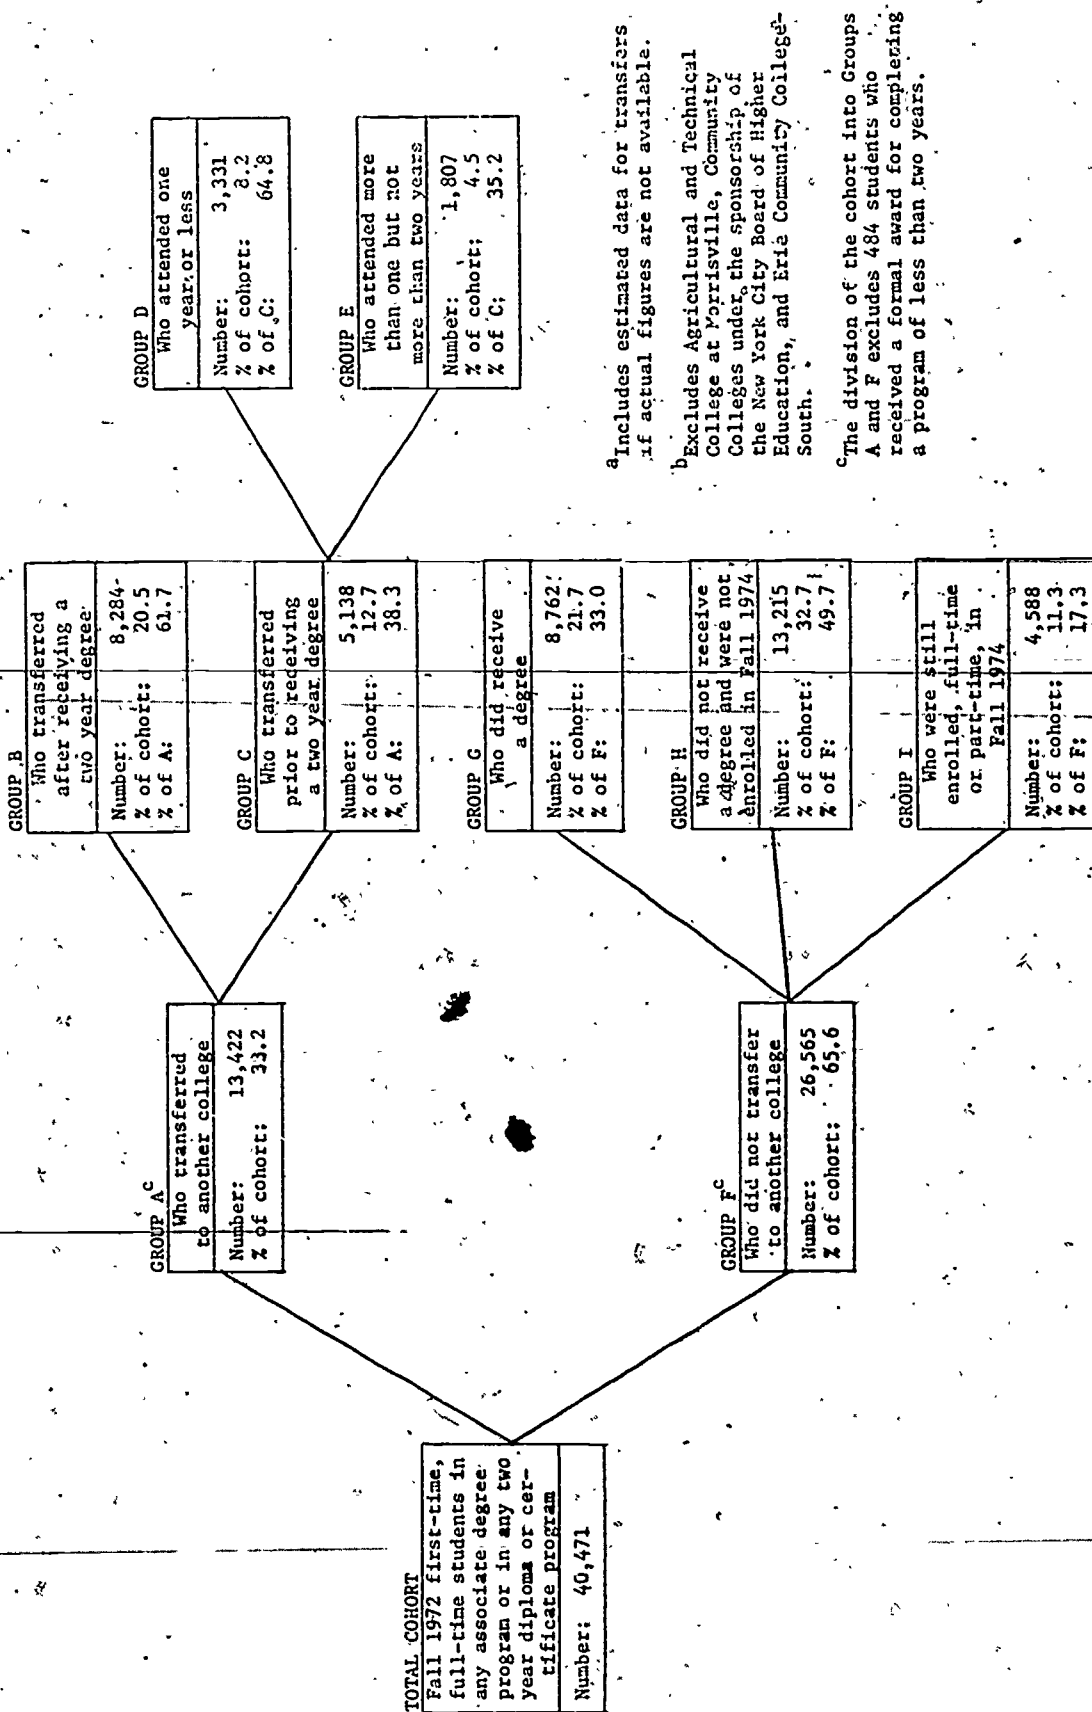 TOTAL COHORT
Fall 1972 first-time,
full-time students in
any associate degree
program or in any two
year diploma or cer-
tificate program
Number: 40,471
GROUP A^c
Who transferred
to another college
Number: 13,422
% of cohort: 33.2
GROUP F^c
Who did not transfer
to another college
Number: 26,565
% of cohort: 65.6
GROUP B
Who transferred
after receiving a
two year degree
Number: 8,284
% of cohort: 20.5
% of A: 61.7
GROUP C
Who transferred
prior to receiving
a two year degree
Number: 5,138
% of cohort: 12.7
% of A: 38.3
GROUP G
Who did receive
a degree
Number: 8,762
% of cohort: 21.7
% of F: 33.0
GROUP H
Who did not receive
a degree and were not
enrolled in Fall 1974
Number: 13,215
% of cohort: 32.7
% of F: 49.7
GROUP I
Who were still
enrolled, full-time
or part-time, in
Fall 1974
Number: 4,588
% of cohort: 11.3
% of F: 17.3
GROUP D
Who attended one
year or less
Number: 3,331
% of cohort: 8.2
% of C: 64.8
GROUP E
Who attended more
than one but not
more than two years
Number: 1,807
% of cohort: 4.5
% of C: 35.2
^a Includes estimated data for transfers
if actual figures are not available.
^b Excludes Agricultural and Technical
College at Morrisville, Community
Colleges under the sponsorship of
the New York City Board of Higher
Education, and Erie Community College-
South.
^c The division of the cohort into Groups
A and F excludes 484 students who
received a formal award for completing
a program of less than two years.